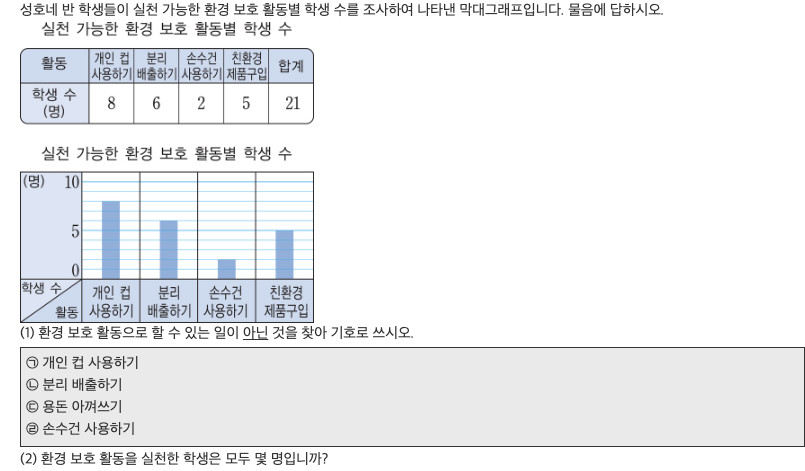 성호네 반 학생들이 실천 가능한 환경 보호 활동별 학생 수를 조사하여 나타낸 막대그래프입니다. 물음에 답하시오.
실천 가능한 환경 보호 활동별 학생 수
활동 개인 컵 사용하기 분리 배출하기 손수건 사용하기 친환경 제품구입 합계
학생 수 (명) 8 6 2 5 21
실천 가능한 환경 보호 활동별 학생 수
(명) 10
5
0
학생 수
활동
개인 컵 사용하기 분리 배출하기 손수건 사용하기 친환경 제품구입
(1) 환경 보호 활동으로 할 수 있는 일이 아닌 것을 찾아 기호로 쓰시오.
㉠ 개인 컵 사용하기
㉡ 분리 배출하기
㉢ 용돈 아껴쓰기
㉣ 손수건 사용하기
(2) 환경 보호 활동을 실천한 학생은 모두 몇 명입니까?